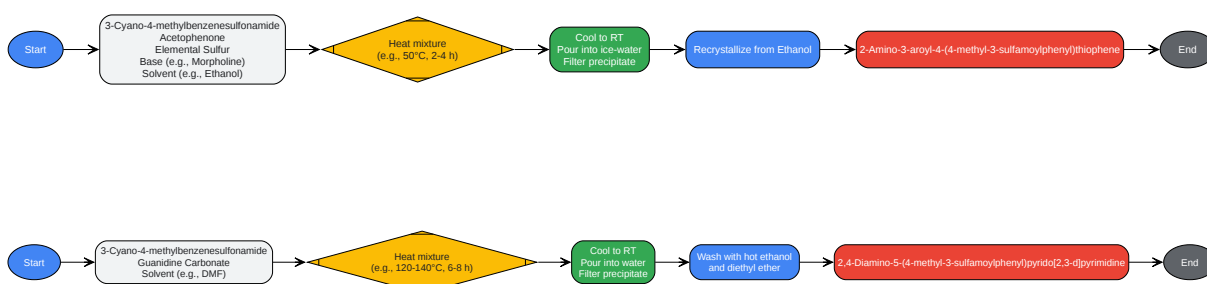 Start
3-Cyano-4-methylbenzenesulfonamide
Acetophenone
Elemental Sulfur
Base (e.g., Morpholine)
Solvent (e.g., Ethanol)
Heat mixture
(e.g., 50°C, 2-4 h)
Cool to RT
Pour into ice-water
Filter precipitate
Recrystallize from Ethanol
2-Amino-3-aroyl-4-(4-methyl-3-sulfamoylphenyl)thiophene
End
Start
3-Cyano-4-methylbenzenesulfonamide
Guanidine Carbonate
Solvent (e.g., DMF)
Heat mixture
(e.g., 120-140°C, 6-8 h)
Cool to RT
Pour into water
Filter precipitate
Wash with hot ethanol
and diethyl ether
2,4-Diamino-5-(4-methyl-3-sulfamoylphenyl)pyrido[2,3-d]pyrimidine
End